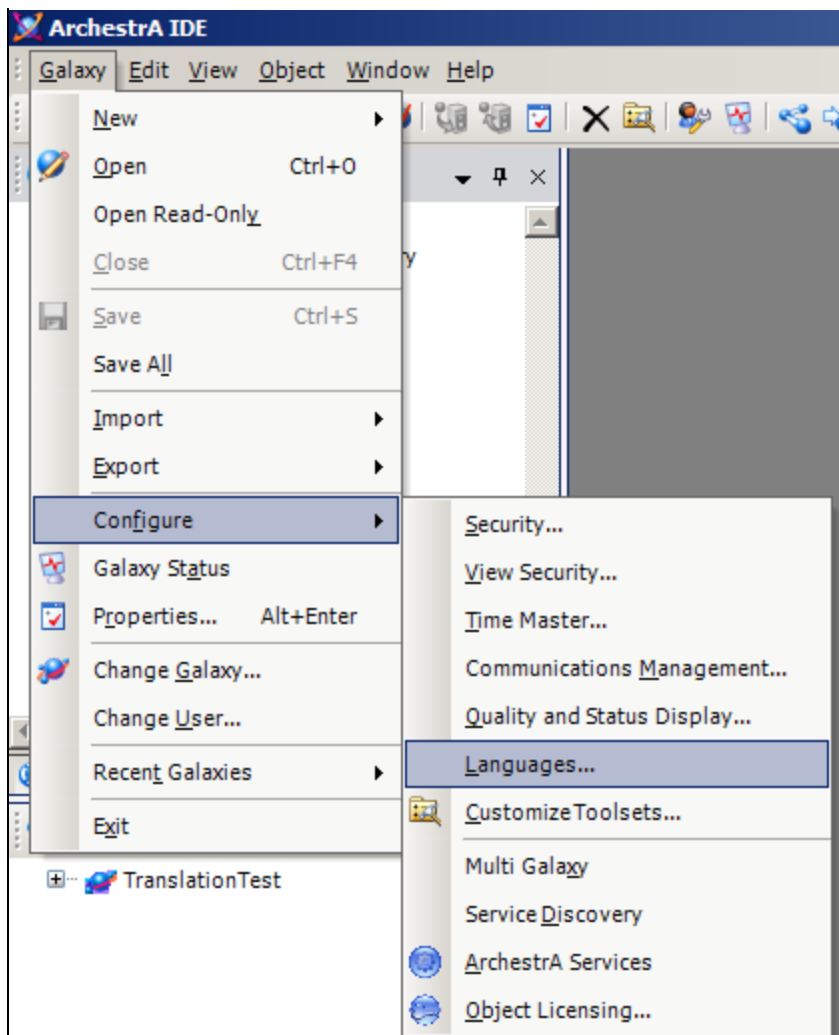 ArchestrA IDE
Galaxy Edit View Object Window Help
New
Open Ctrl+O
Open Read-Only
Close Ctrl+F4
y
Save Ctrl+S
Save All
Import
Export
Configure
Galaxy Status
Properties... Alt+Enter
Change Galaxy...
Change User...
Recent Galaxies
Exit
Security...
View Security...
Time Master...
Communications Management...
Quality and Status Display...
Languages...
Customize Toolsets...
Multi Galaxy
Service Discovery
ArchestrA Services
Object Licensing...
TranslationTest